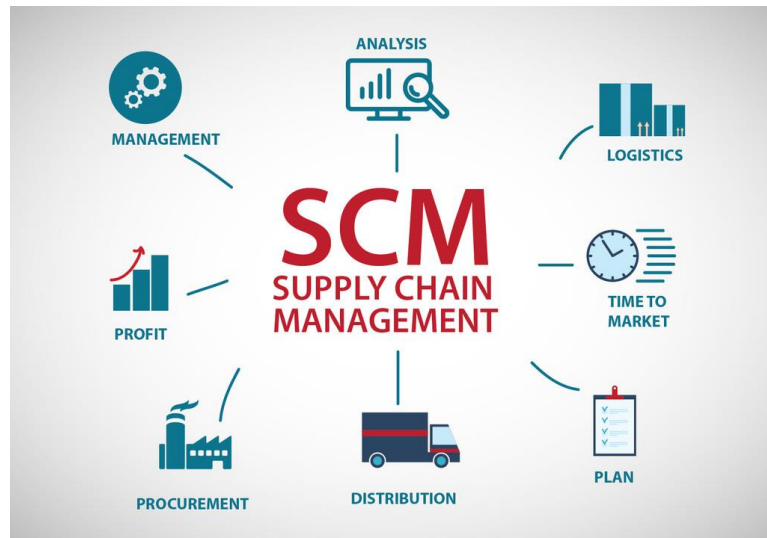 ANALYSIS
MANAGEMENT
LOGISTICS
SCM
SUPPLY CHAIN
MANAGEMENT
TIME TO
MARKET
PROFIT
PLAN
PROCUREMENT
DISTRIBUTION